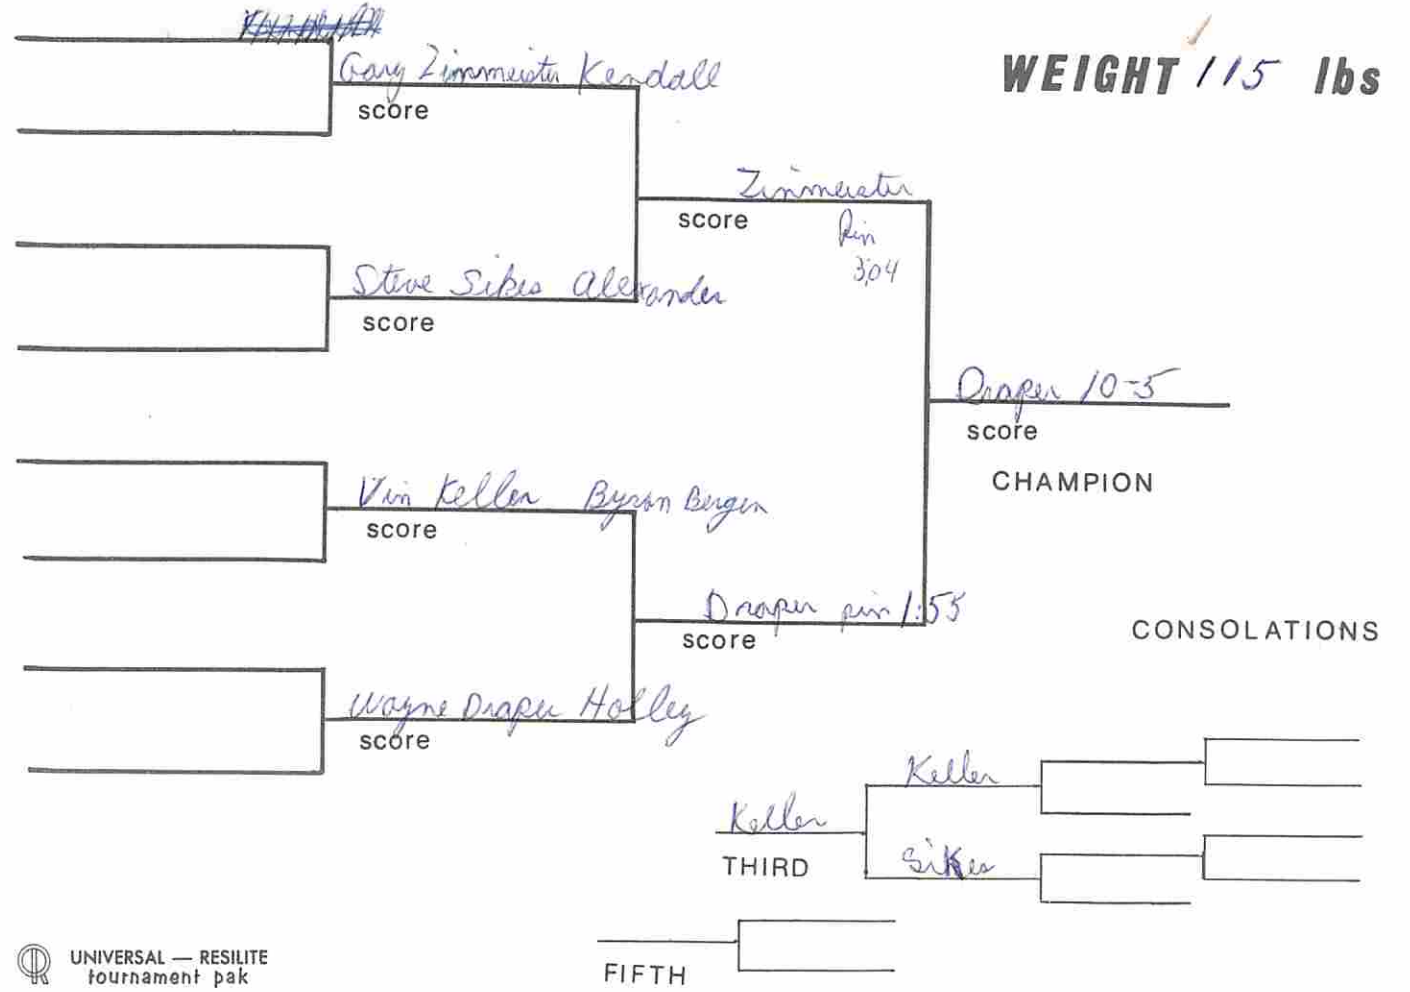 Gary Zinmeister Kendall
WEIGHT 115 lbs
score
Zinmeister
score
Pin
3:04
Steve Sikes Alexander
score
Draper 10-5
score
CHAMPION
Vin Keller Byron Bergen
score
Draper pin 1:55
score
CONSOLATIONS
Wayne Draper Holley
score
Keller
Keller
THIRD
Sikes
FIFTH
UNIVERSAL — RESILITE
tournament pak